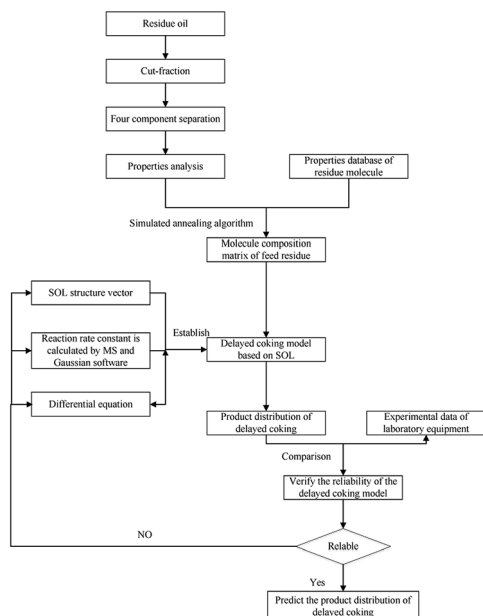 Residue oil
Cut-fraction
Four component separation
Properties analysis
Properties database of
residue molecule
Simulated annealing algorithm
Molecule composition
matrix of feed residue
SOL structure vector
Establish
Reaction rate constant is
calculated by MS and
Gaussian software
Delayed coking model
based on SOL
Differential equation
Product distribution of
delayed coking
Experimental data of
laboratory equipment
Comparison
Verify the reliability of the
delayed coking model
NO
Relable
Yes
Predict the product distribution of
delayed coking